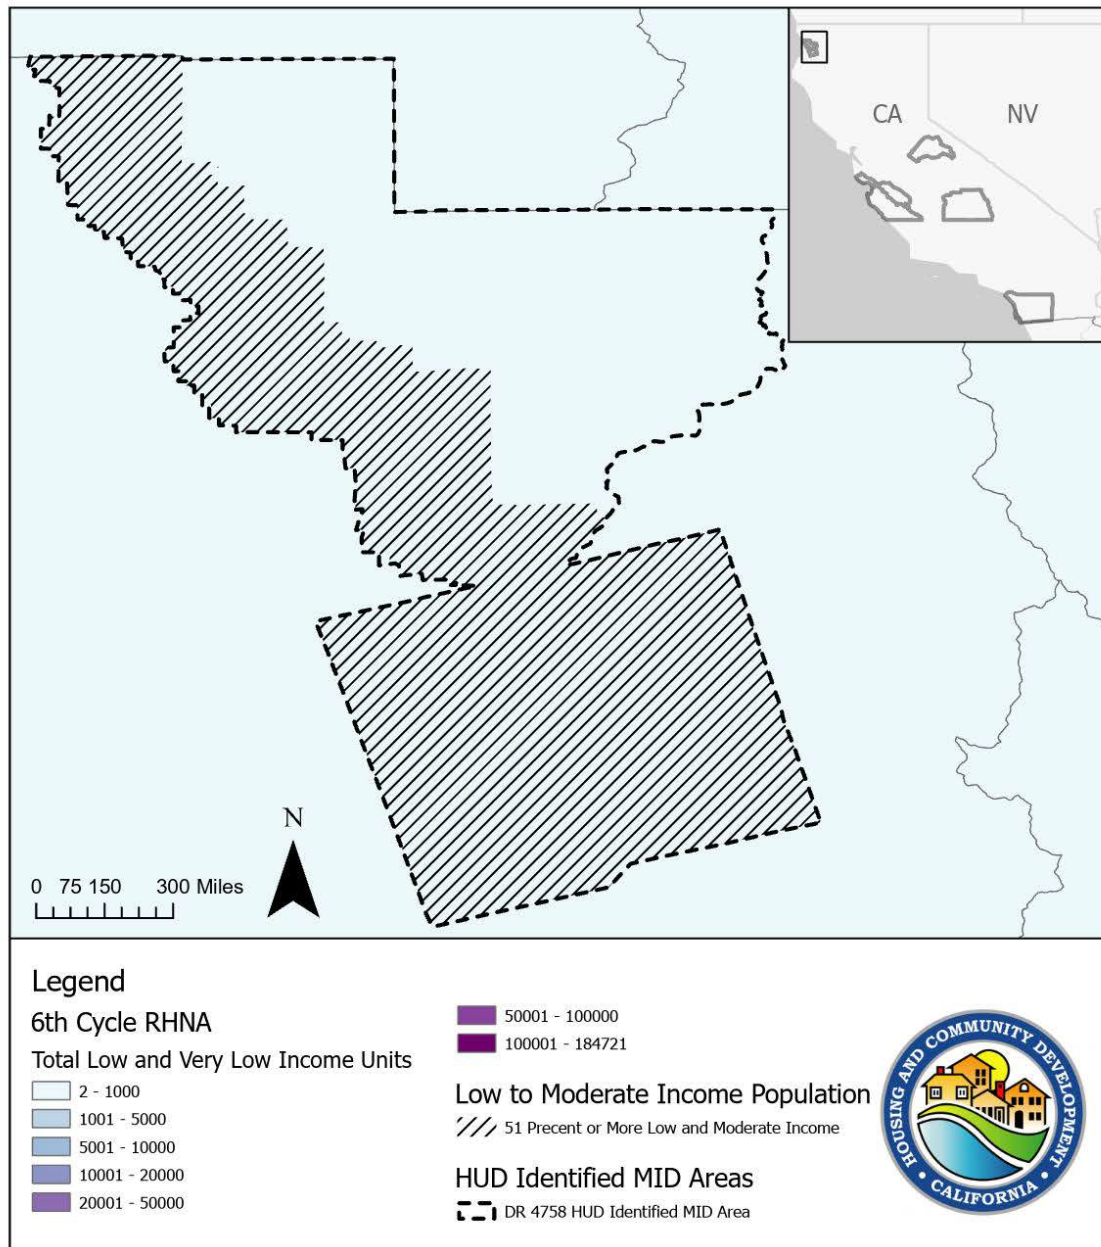 CA
NV
N
0 75 150 300 Miles
Legend
6th Cycle RHNA
Total Low and Very Low Income Units
2 - 1000
1001 - 5000
5001 - 10000
10001 - 20000
20001 - 50000
50001 - 100000
100001 - 184721
Low to Moderate Income Population
51 Precent or More Low and Moderate Income
HUD Identified MID Areas
DR 4758 HUD Identified MID Area
HOUSING AND COMMUNITY DEVELOPMENT
• CALIFORNIA •